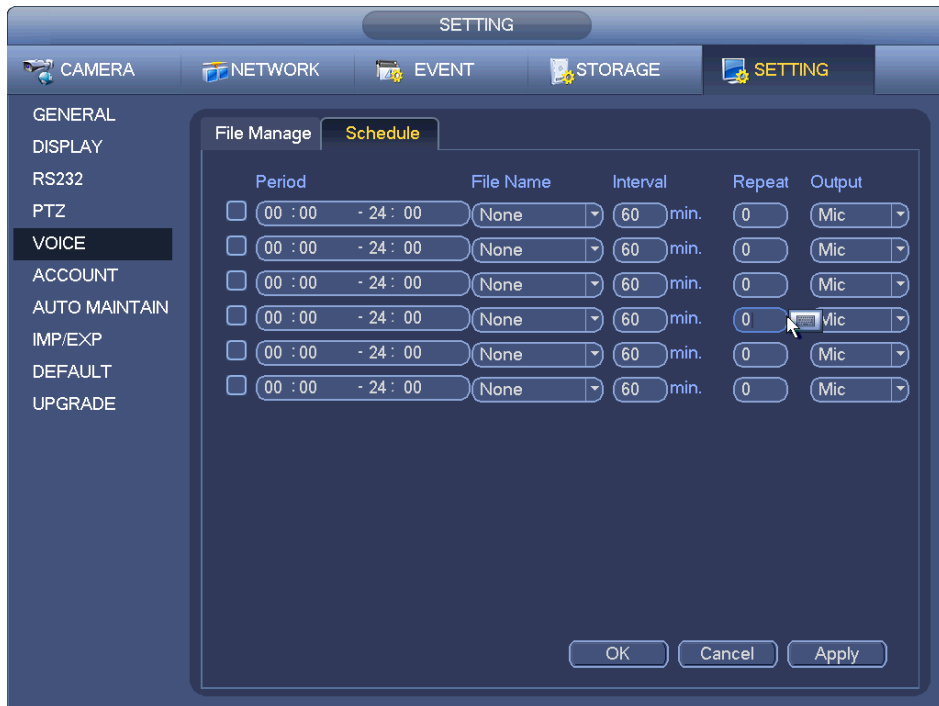 SETTING
CAMERA NETWORK EVENT STORAGE SETTING
GENERAL
DISPLAY
RS232
PTZ
VOICE
ACCOUNT
AUTO MAINTAIN
IMP/EXP
DEFAULT
UPGRADE
File Manage Schedule
Period File Name Interval Repeat Output
00 : 00 - 24 : 00 None 60 min. 0 Mic
00 : 00 - 24 : 00 None 60 min. 0 Mic
00 : 00 - 24 : 00 None 60 min. 0 Mic
00 : 00 - 24 : 00 None 60 min. 0 Mic
00 : 00 - 24 : 00 None 60 min. 0 Mic
00 : 00 - 24 : 00 None 60 min. 0 Mic
OK Cancel Apply